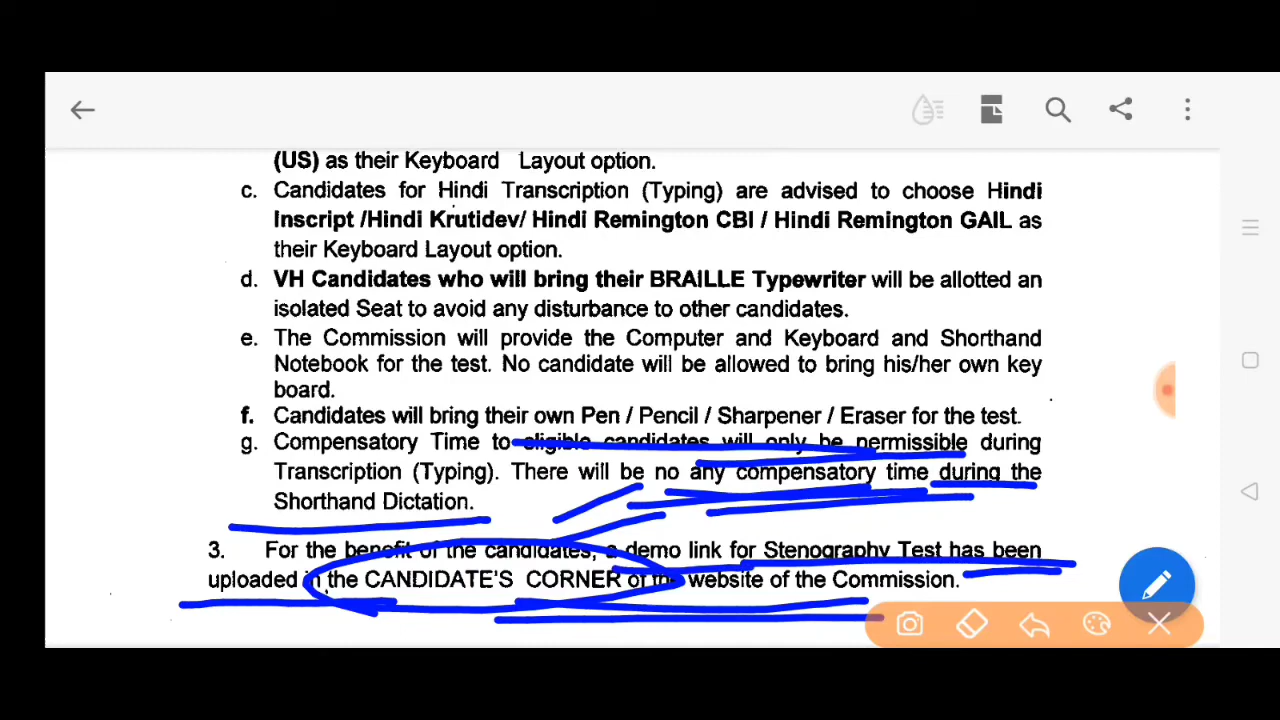 (US) as their Keyboard Layout option.
c. Candidates for Hindi Transcription (Typing) are advised to choose Hindi
Inscript /Hindi Krutidev/ Hindi Remington CBI / Hindi Remington GAIL as
their Keyboard Layout option.
d. VH Candidates who will bring their BRAILLE Typewriter will be allotted an
isolated Seat to avoid any disturbance to other candidates.
e. The Commission will provide the Computer and Keyboard and Shorthand
Notebook for the test. No candidate will be allowed to bring his/her own key
board.
f. Candidates will bring their own Pen / Pencil / Sharpener / Eraser for the test.
g. Compensatory Time to eligible candidates will only be permissible during
Transcription (Typing). There will be no any compensatory time during the
Shorthand Dictation.
3. For the benefit of the candidates, a demo link for Stenography Test has been
uploaded in the CANDIDATE'S CORNER of the website of the Commission.